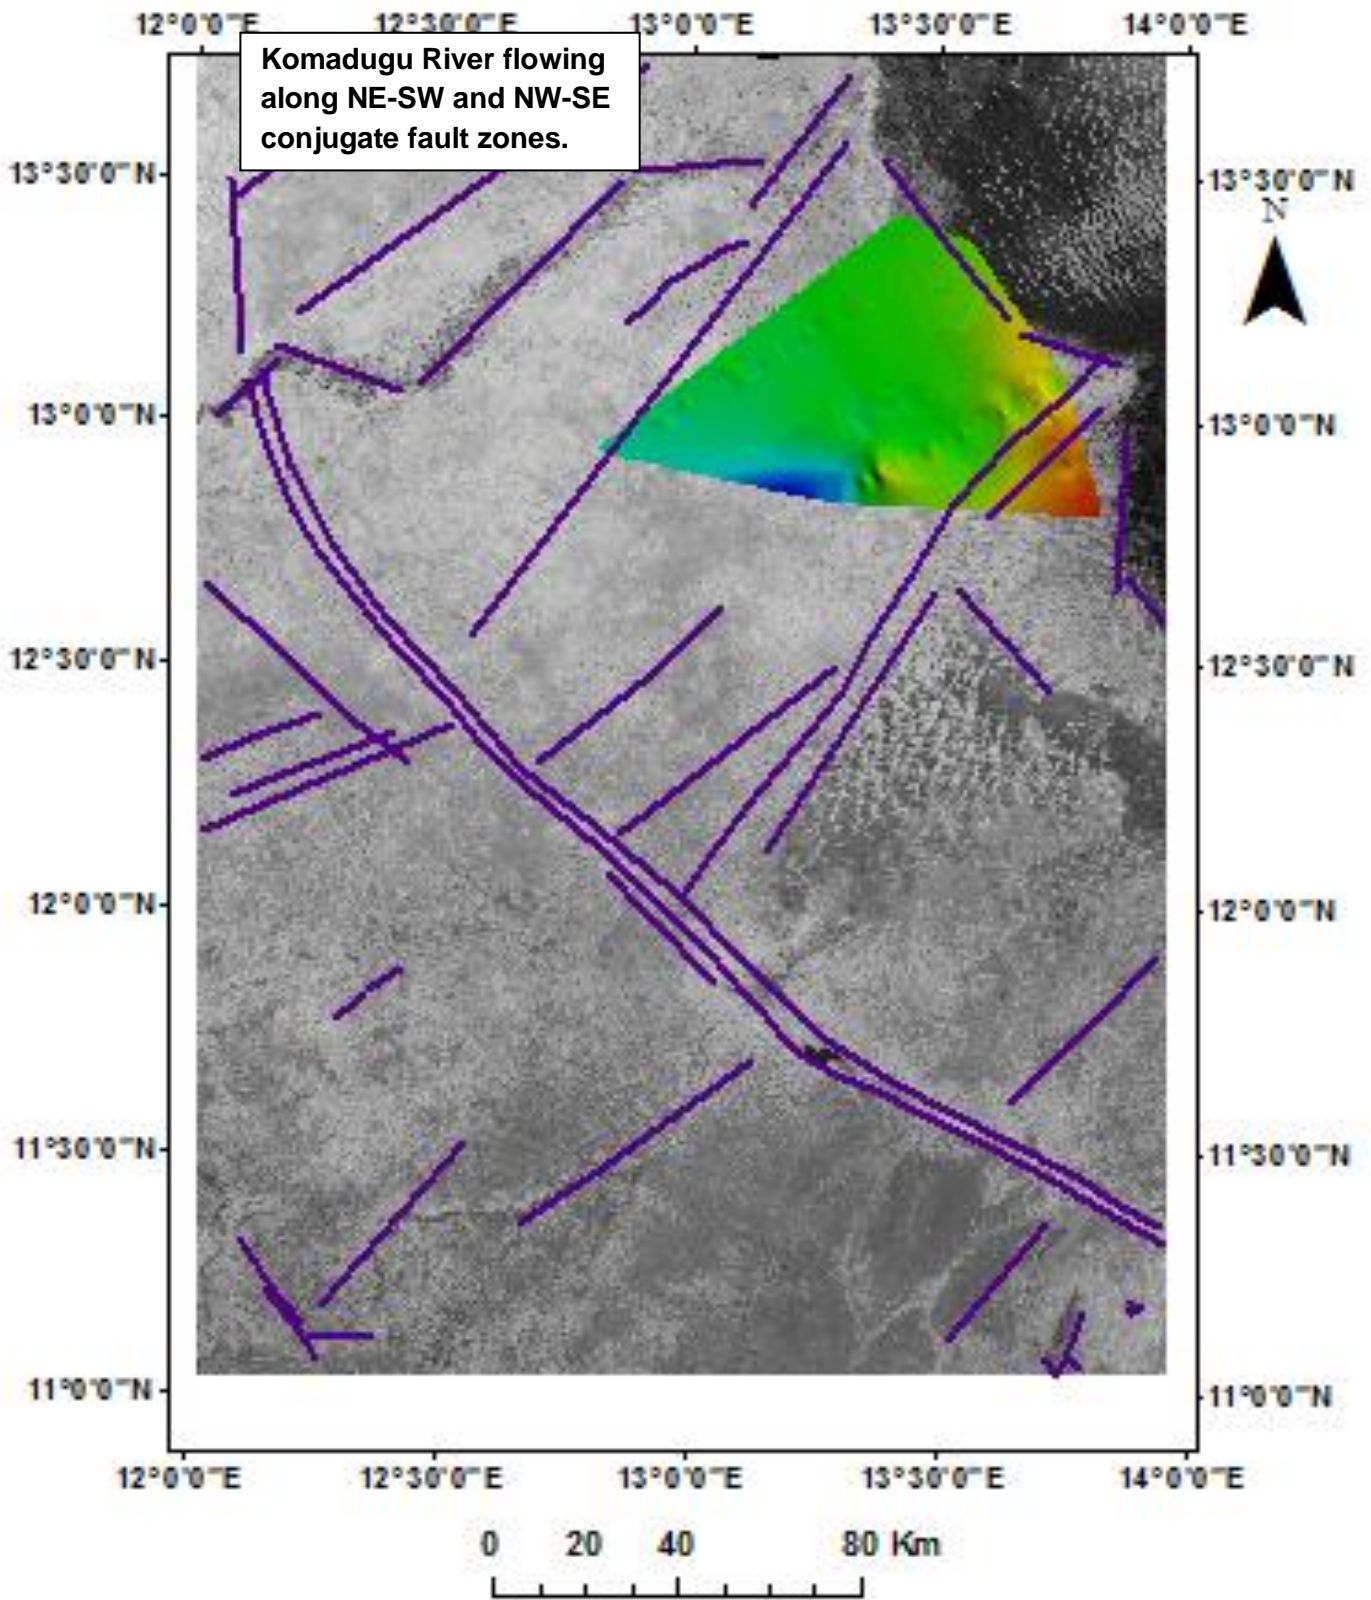 12°0'0"E 12°30'0"E 13°0'0"E 13°30'0"E 14°0'0"E
Komadugu River flowing
along NE-SW and NW-SE
conjugate fault zones.
13°30'0"N 13°30'0"N
N
13°0'0"N 13°0'0"N
12°30'0"N 12°30'0"N
12°0'0"N 12°0'0"N
11°30'0"N 11°30'0"N
11°0'0"N 11°0'0"N
12°0'0"E 12°30'0"E 13°0'0"E 13°30'0"E 14°0'0"E
0 20 40 80 Km